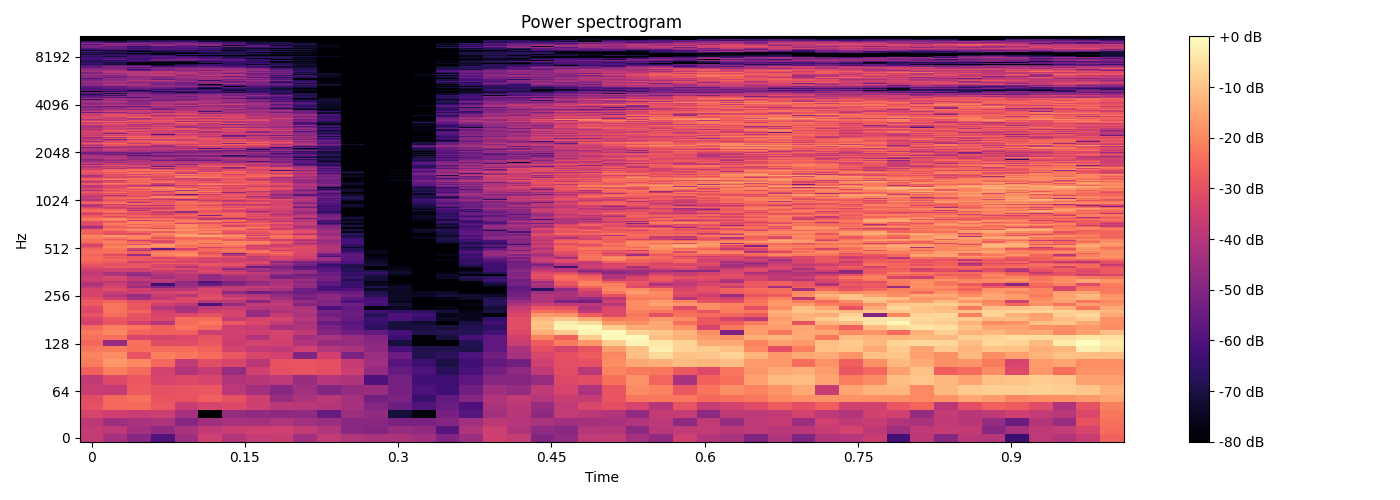 Power spectrogram
Hz
8192
4096
2048
1024
512
256
128
64
0
0 0.15 0.3 0.45 0.6 0.75 0.9
Time
+0 dB
-10 dB
-20 dB
-30 dB
-40 dB
-50 dB
-60 dB
-70 dB
-80 dB